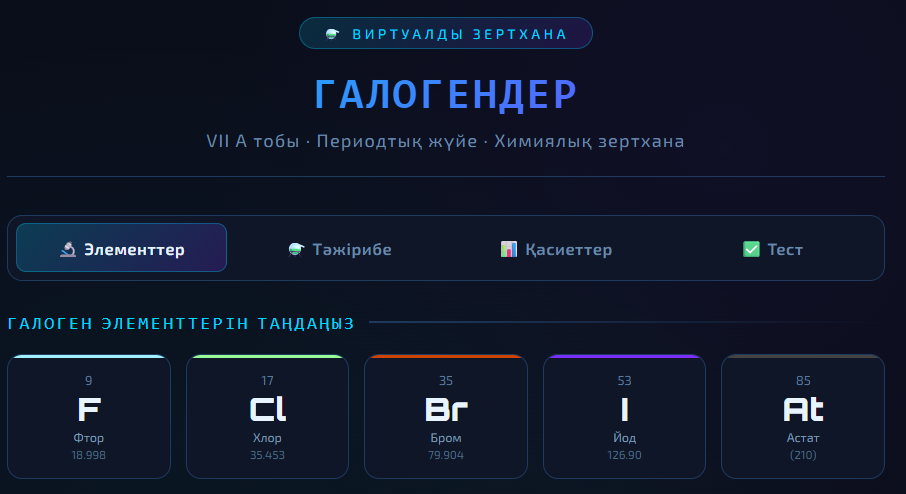 ВИРТУАЛДЫ ЗЕРТХАНА
ГАЛОГЕНДЕР
VII А тобы · Периодтық жүйе · Химиялық зертхана
Элементтер Тәжірибе Қасиеттер Тест
ГАЛОГЕН ЭЛЕМЕНТТЕРІН ТАҢДАҢЫЗ
9 17 35 53 85
F Cl Br I At
Фтор Хлор Бром Йод Астат
18.998 35.453 79.904 126.90 (210)